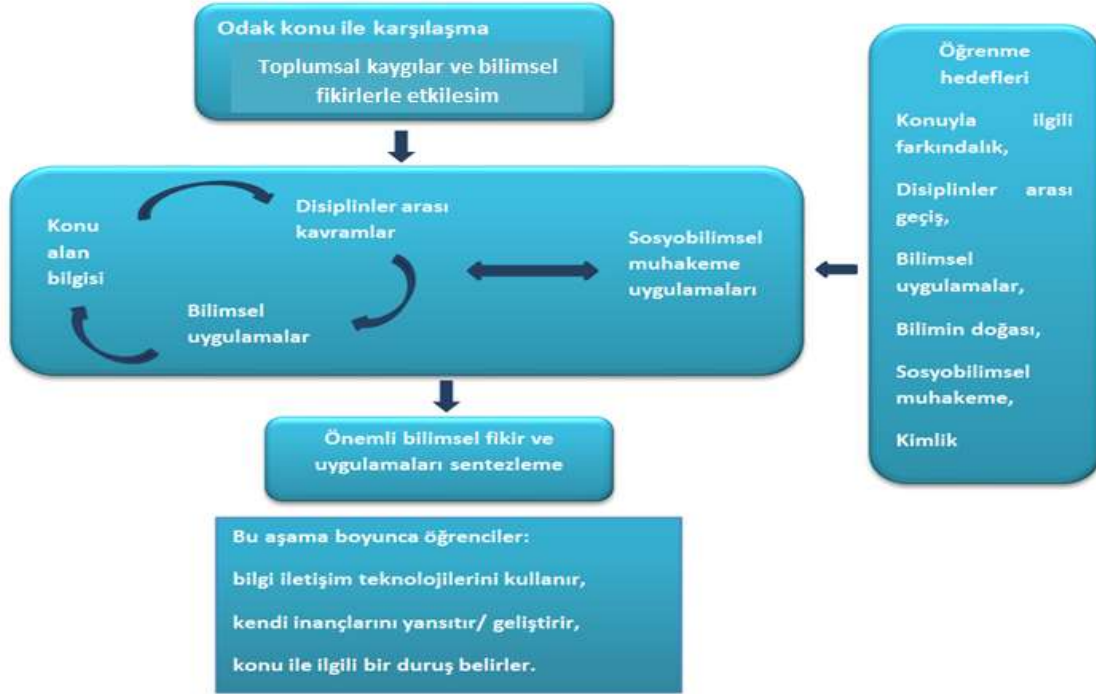 Odak konu ile karşılaşma
Toplumsal kaygılar ve bilimsel
fikirlerle etkilesim
Konu
alan
bilgisi
Disiplinler arası
kavramlar
Bilimsel
uygulamalar
Sosyobilimsel
muhakeme
uygulamaları
Önemli bilimsel fikir ve
uygulamaları sentezleme
Bu aşama boyunca öğrenciler:
bilgi iletişim teknolojilerini kullanır,
kendi inançlarını yansıtır/ geliştirir,
konu ile ilgili bir duruş belirler.
Öğrenme
hedefleri
Konuyla ilgili
farkındalık,
Disiplinler arası
geçiş,
Bilimsel
uygulamalar,
Bilimin doğası,
Sosyobilimsel
muhakeme,
Kimlik